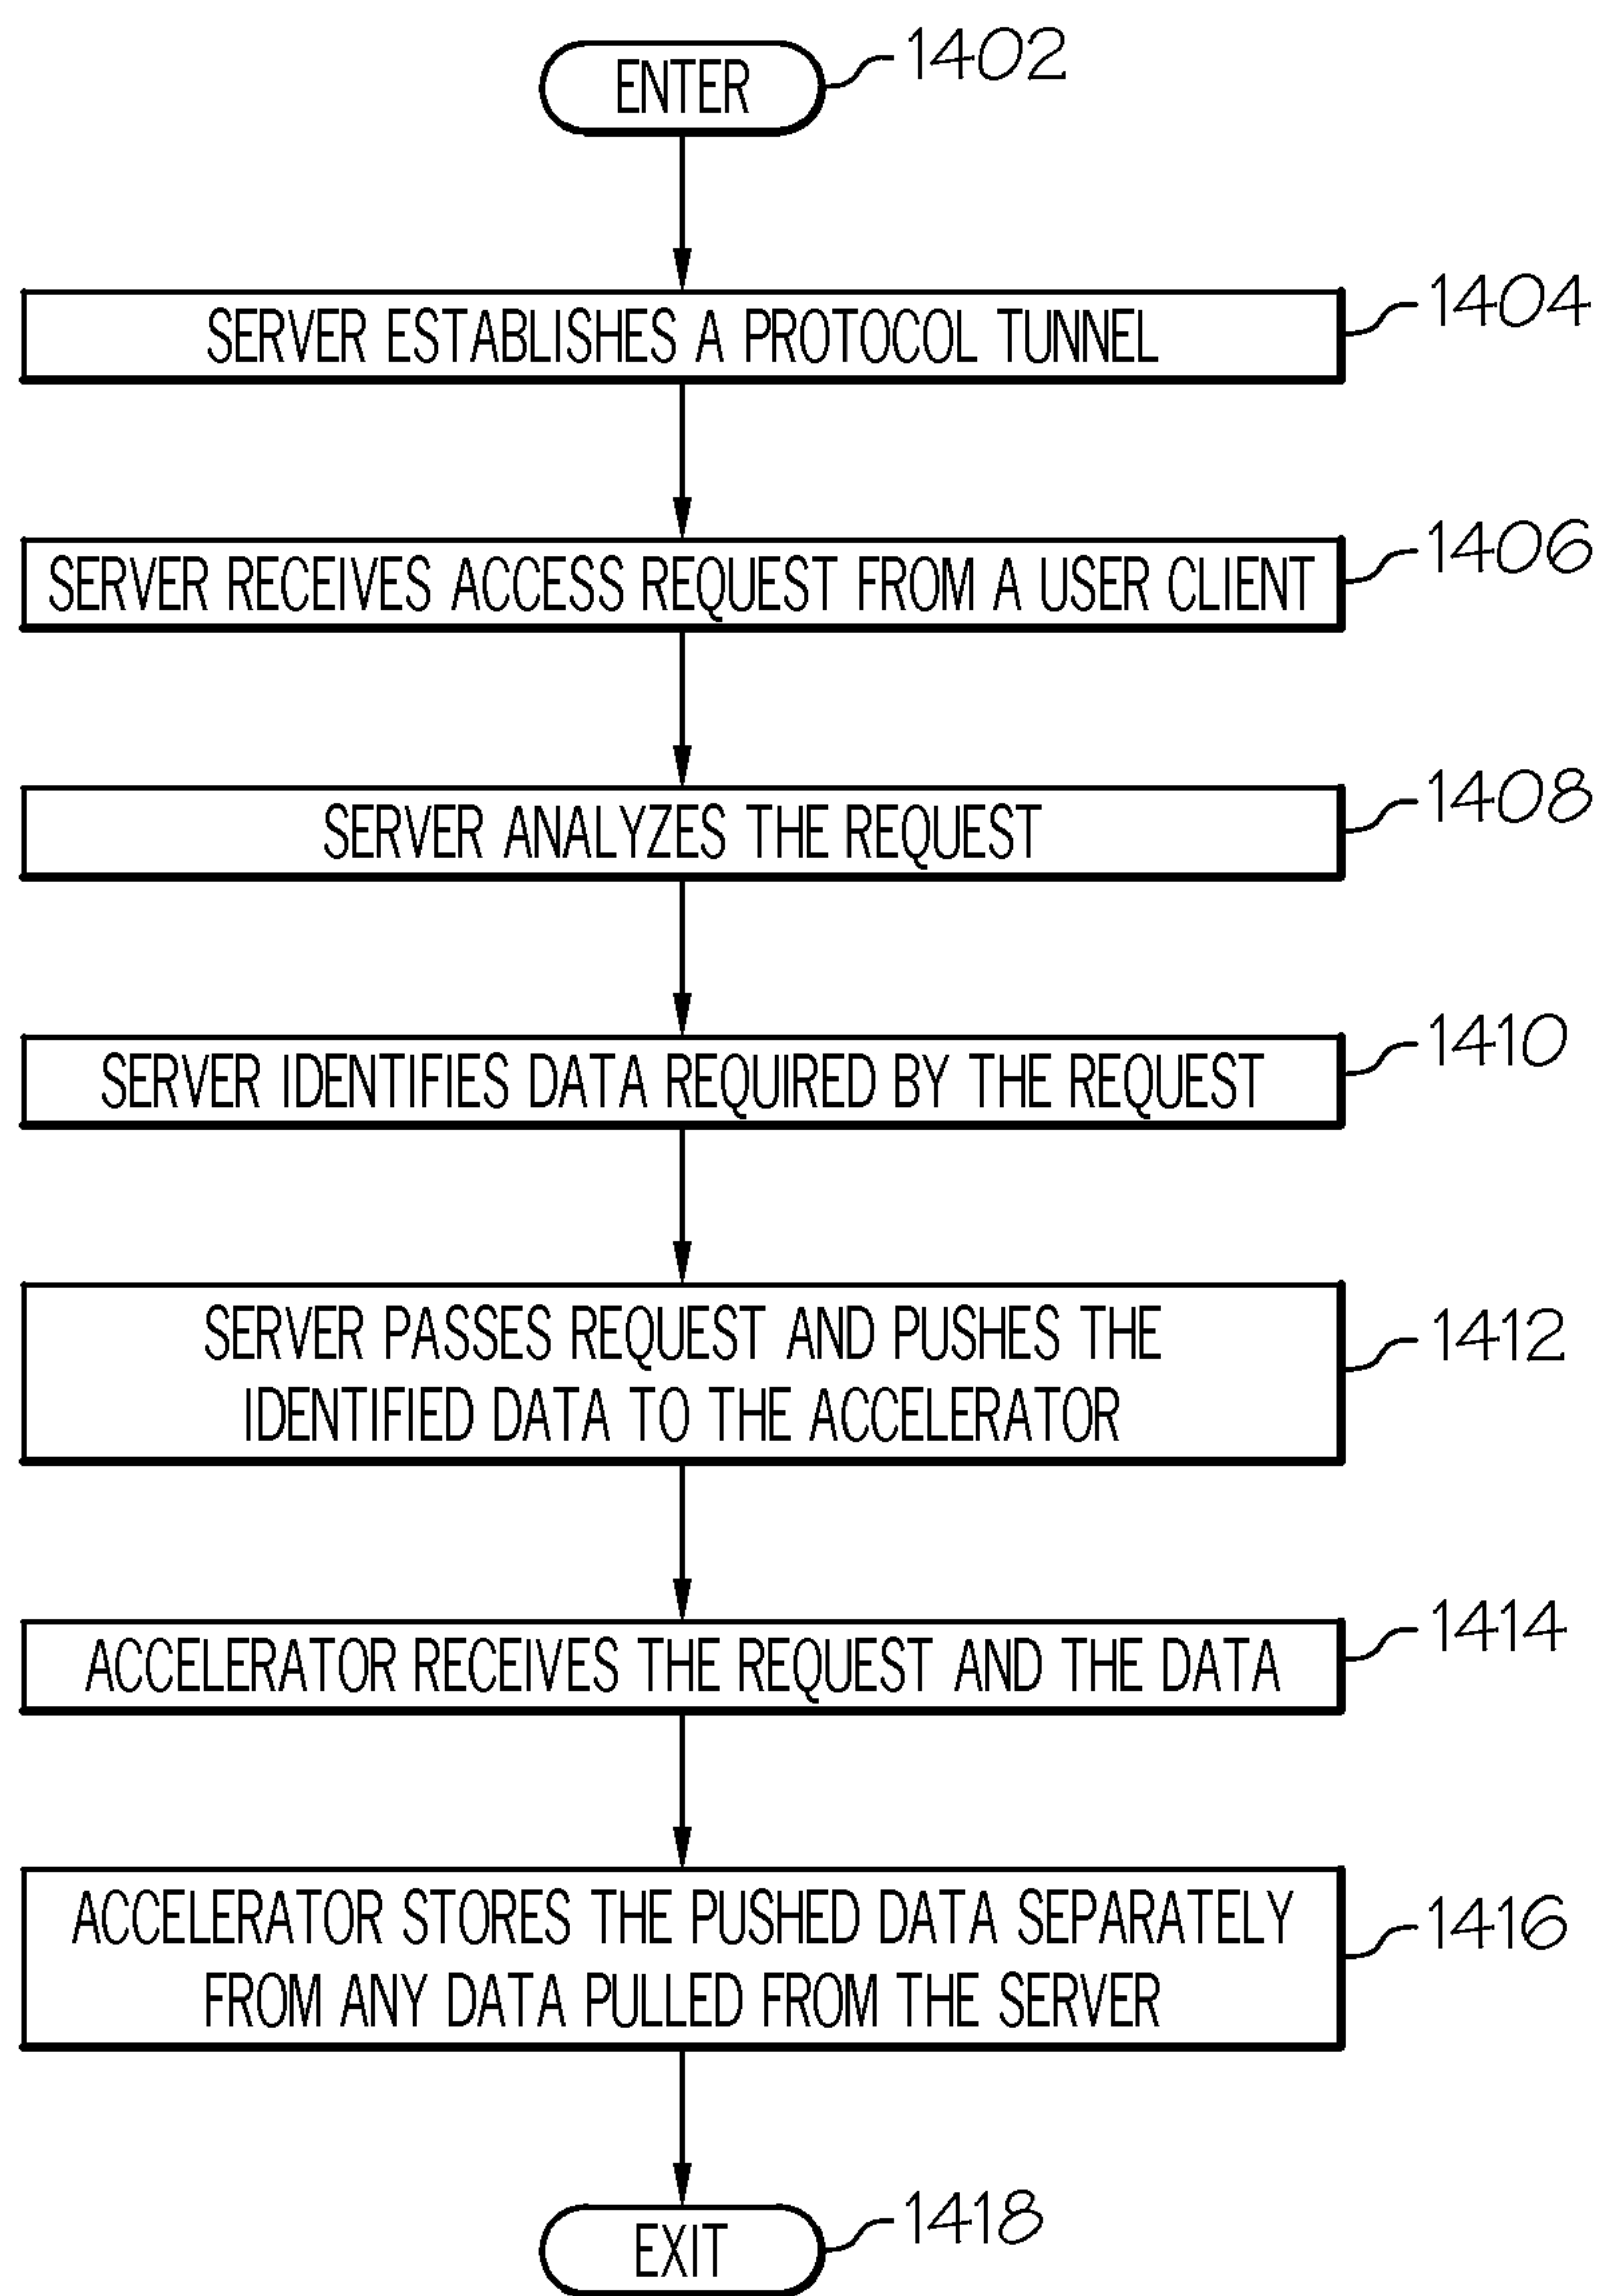 ENTER
1402
SERVER ESTABLISHES A PROTOCOL TUNNEL
1404
SERVER RECEIVES ACCESS REQUEST FROM A USER CLIENT
1406
SERVER ANALYZES THE REQUEST
1408
SERVER IDENTIFIES DATA REQUIRED BY THE REQUEST
1410
SERVER PASSES REQUEST AND PUSHES THE
IDENTIFIED DATA TO THE ACCELERATOR
1412
ACCELERATOR RECEIVES THE REQUEST AND THE DATA
1414
ACCELERATOR STORES THE PUSHED DATA SEPARATELY
FROM ANY DATA PULLED FROM THE SERVER
1416
EXIT
1418